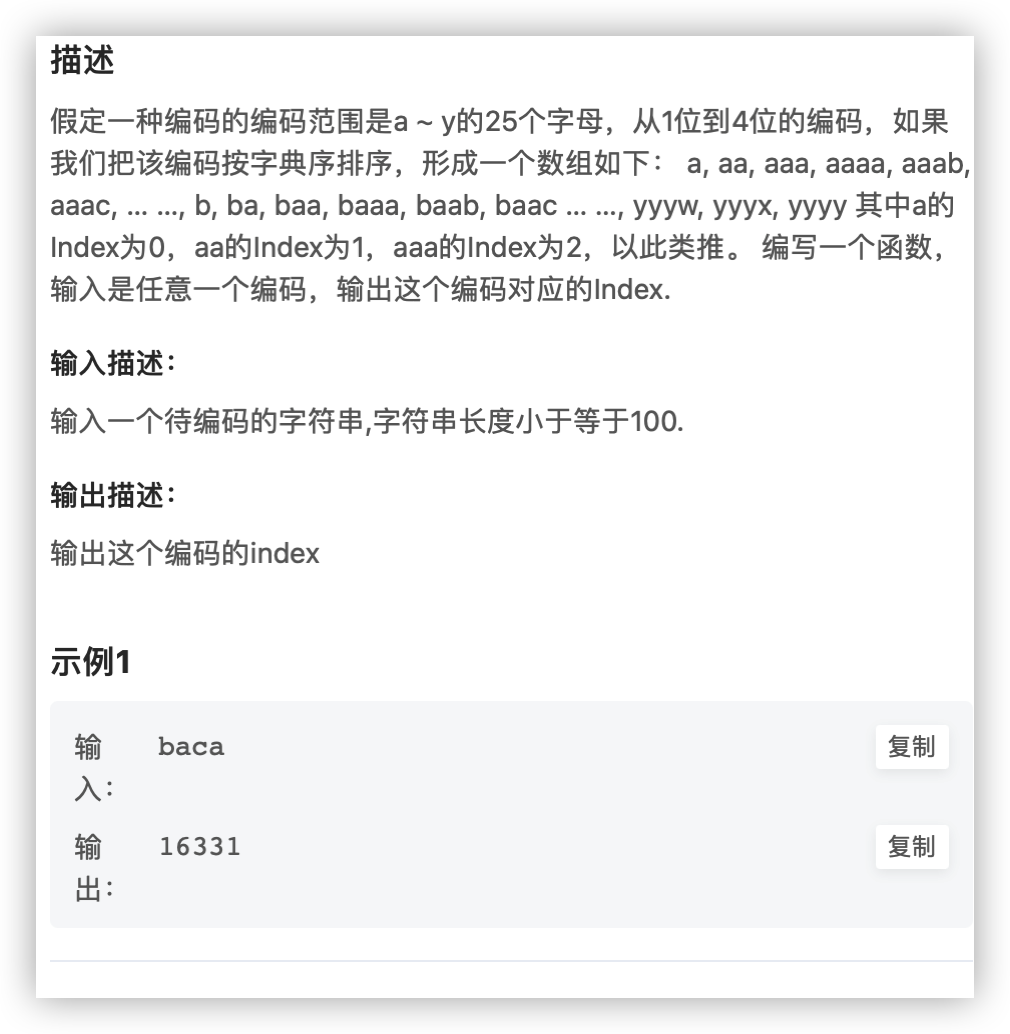 描述
假定一种编码的编码范围是a ~ y的25个字母，从1位到4位的编码，如果
我们把该编码按字典序排序，形成一个数组如下： a, aa, aaa, aaaa, aaab,
aaac, … …, b, ba, baa, baaa, baab, baac … …, yyyw, yyyx, yyyy 其中a的
Index为0，aa的Index为1，aaa的Index为2，以此类推。 编写一个函数，
输入是任意一个编码，输出这个编码对应的Index.
输入描述：
输入一个待编码的字符串,字符串长度小于等于100.
输出描述：
输出这个编码的index
示例1
输 baca 复制
入：
输 16331 复制
出：